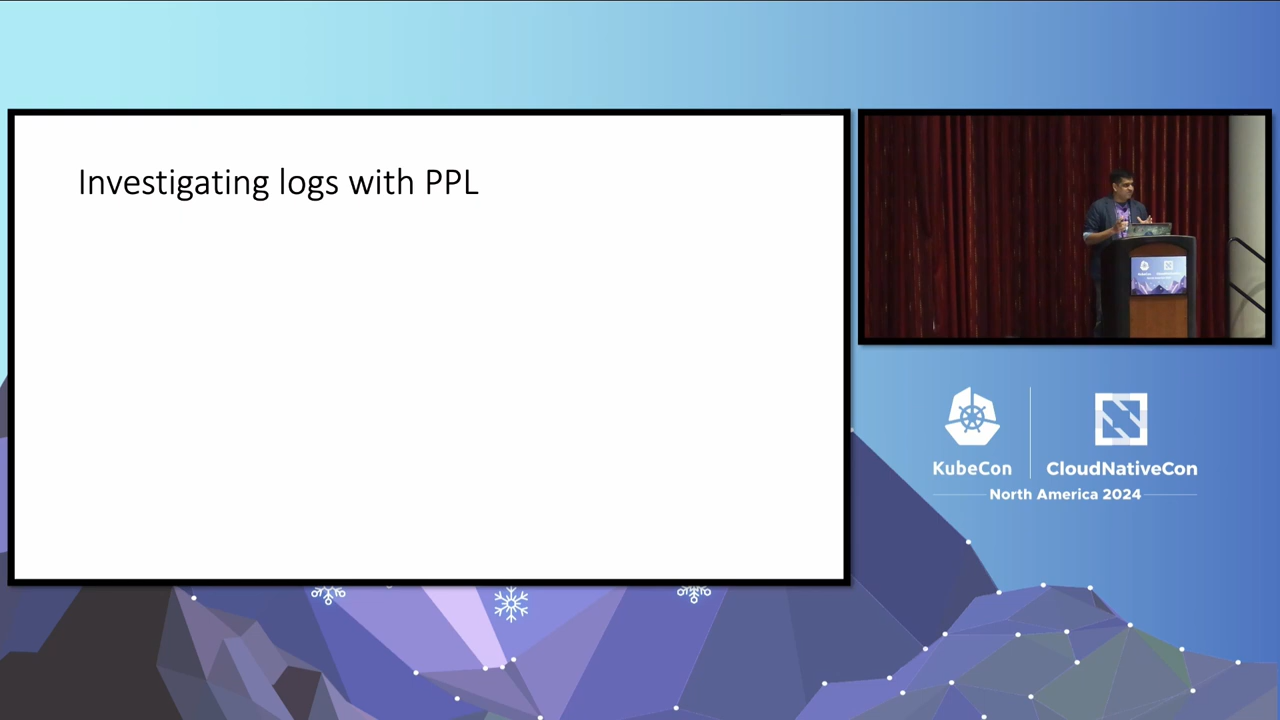 Investigating logs with PPL
KubeCon
CloudNativeCon
North America 2024